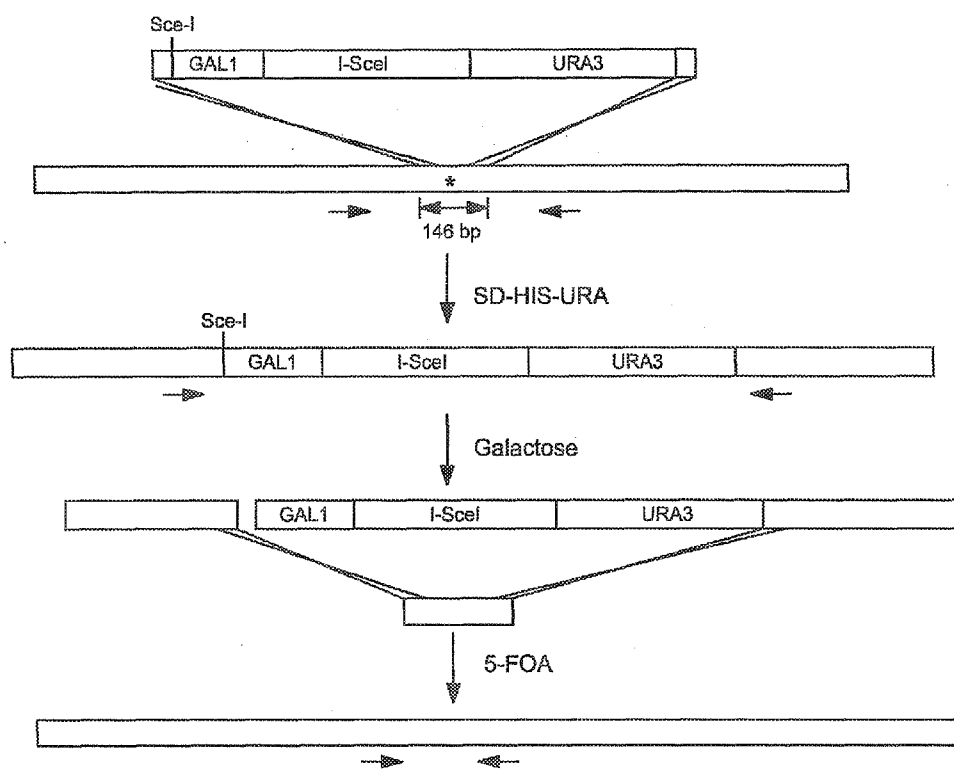 Sce-I
GAL1 I-SceI URA3
*
146 bp
SD-HIS-URA
Sce-I
GAL1 I-SceI URA3
Galactose
GAL1 I-SceI URA3
5-FOA